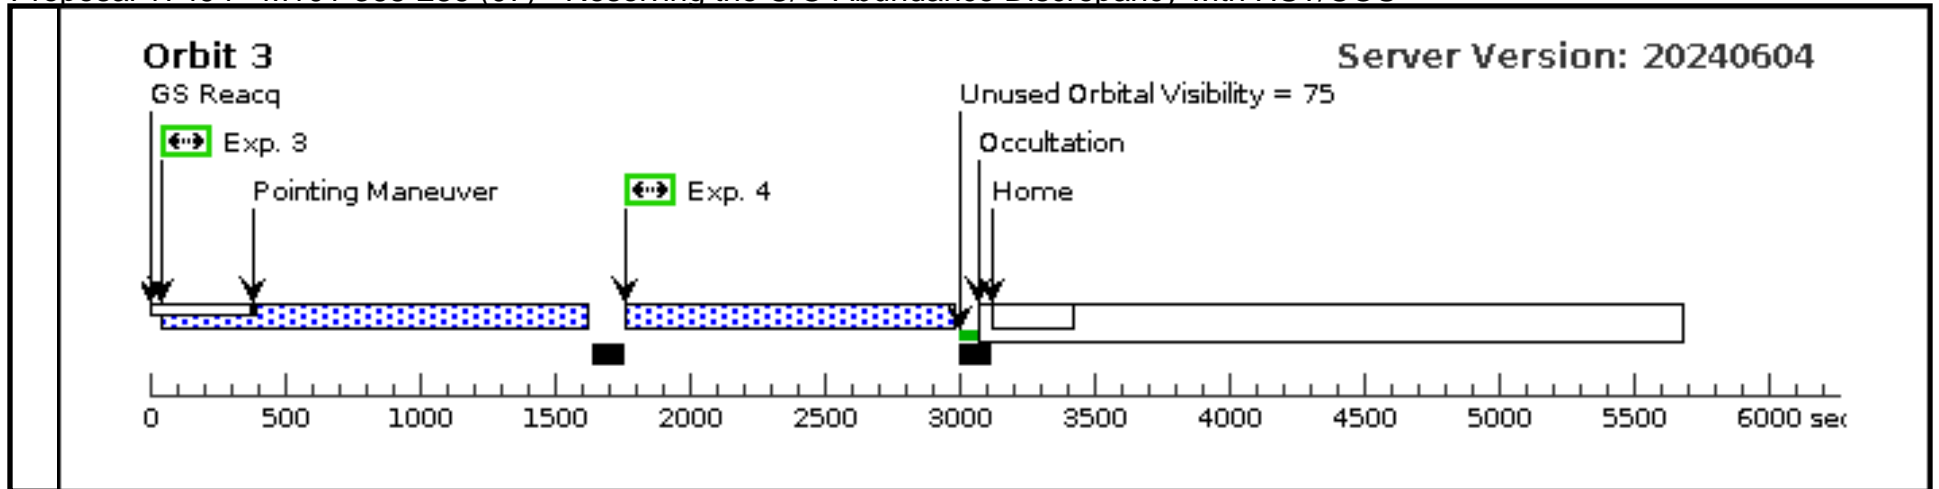 Orbit 3
Server Version: 20240604
GS Reacq
Unused Orbital Visibility = 75
Exp. 3
Occultation
Pointing Maneuver
Exp. 4
Home
0 500 1000 1500 2000 2500 3000 3500 4000 4500 5000 5500 6000 sec